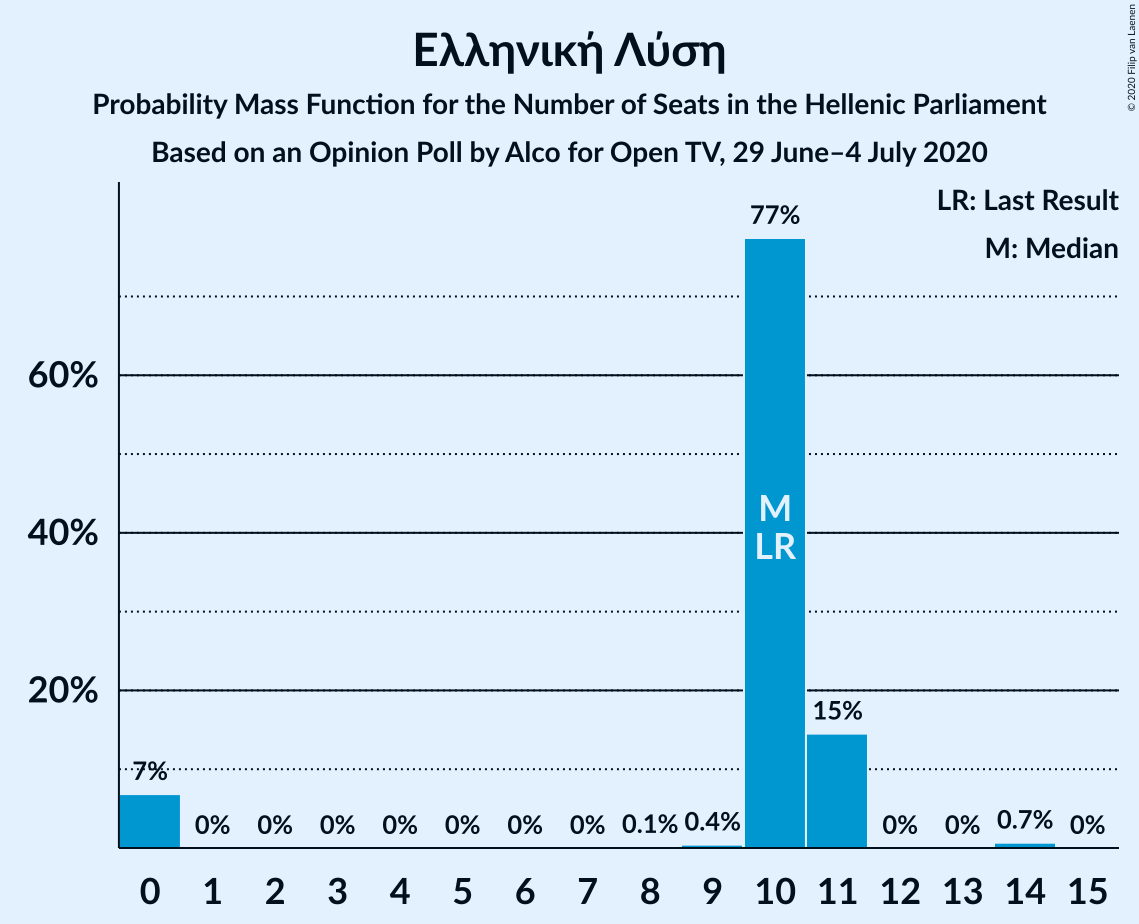 Ελληνική Λύση
Probability Mass Function for the Number of Seats in the Hellenic Parliament
Based on an Opinion Poll by Alco for Open TV, 29 June–4 July 2020
© 2020 Filip van Laenen
LR: Last Result
M: Median
77%
60%
40%
20%
M
LR
15%
7%
0% 0% 0% 0% 0% 0% 0% 0.1% 0.4% 0% 0% 0.7% 0%
0 1 2 3 4 5 6 7 8 9 10 11 12 13 14 15